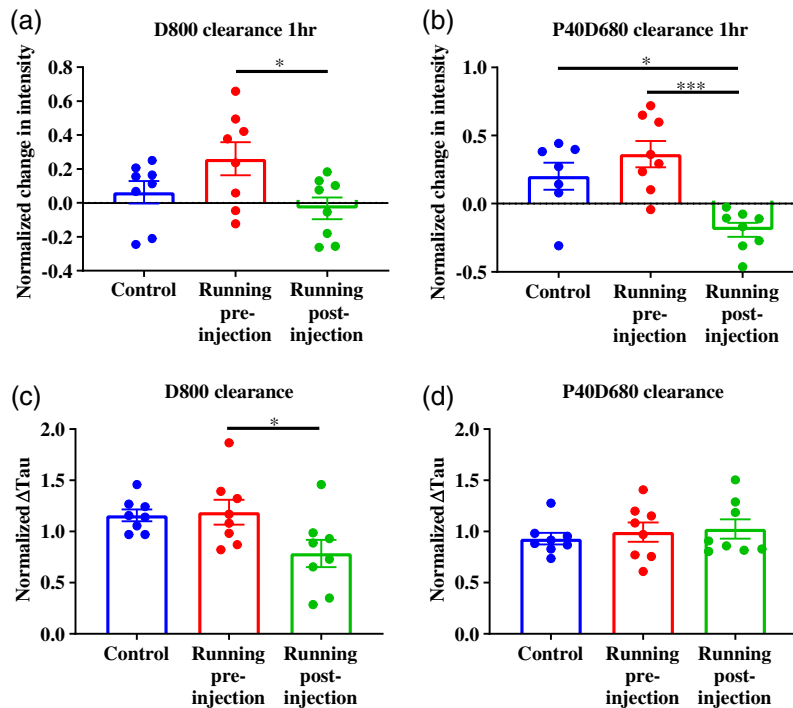 (a)
D800 clearance 1hr
Normalized change in intensity
0.8
0.6
0.4
0.2
0.0
-0.2
-0.4
*
Control
Running
pre-
injection
Running
post-
injection
(b)
P40D680 clearance 1hr
Normalized change in intensity
1.0
0.5
0.0
-0.5
*
***
Control
Running
pre-
injection
Running
post-
injection
(c)
D800 clearance
Normalized ΔTau
2.0
1.5
1.0
0.5
0.0
*
Control
Running
pre-
injection
Running
post-
injection
(d)
P40D680 clearance
Normalized ΔTau
2.0
1.5
1.0
0.5
0.0
Control
Running
pre-
injection
Running
post-
injection